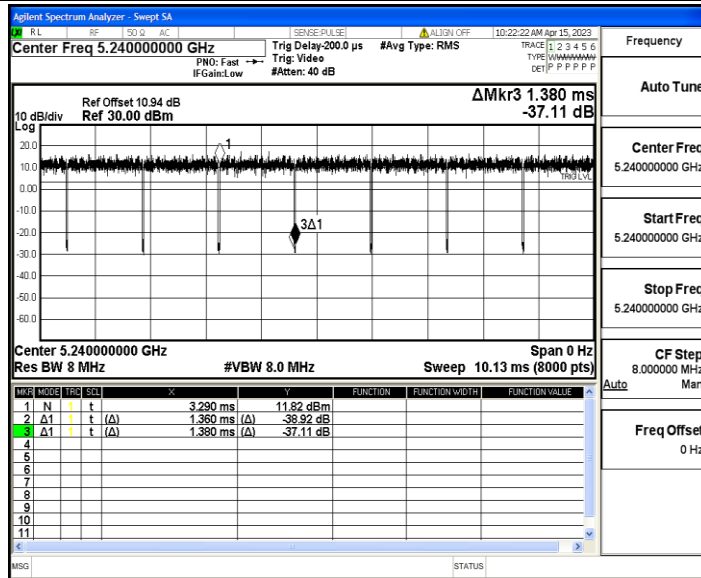 Agilent Spectrum Analyzer - Swept SA
RL RF 50 Ω AC SENSE:PULSE ALIGN OFF 10:22:22 AM Apr 15, 2023
Center Freq 5.240000000 GHz Trig Delay-200.0 µs #Avg Type: RMS TRACE 1 2 3 4 5 6
PNO: Fast Trig: Video TYPE WWWWWW
IFGain:Low #Atten: 40 dB DET P P P P P P
Ref Offset 10.94 dB ΔMkr3 1.380 ms
10 dB/div Ref 30.00 dBm -37.11 dB
Log
20.0
1
10.0
TRIG LVL
0.00
-10.0
3Δ1
-20.0
-30.0
-40.0
-50.0
-60.0
Center 5.240000000 GHz Span 0 Hz
Res BW 8 MHz #VBW 8.0 MHz Sweep 10.13 ms (8000 pts)
MKR MODE TRC SCL X Y FUNCTION FUNCTION WIDTH FUNCTION VALUE
1 N 1 t 3.290 ms 11.82 dBm
2 Δ1 1 t (Δ) 1.360 ms (Δ) -38.92 dB
3 Δ1 1 t (Δ) 1.380 ms (Δ) -37.11 dB
4
5
6
7
8
9
10
11
MSG STATUS
Frequency
Auto Tune
Center Freq
5.240000000 GHz
Start Freq
5.240000000 GHz
Stop Freq
5.240000000 GHz
CF Step
8.000000 MHz
Auto Man
Freq Offset
0 Hz